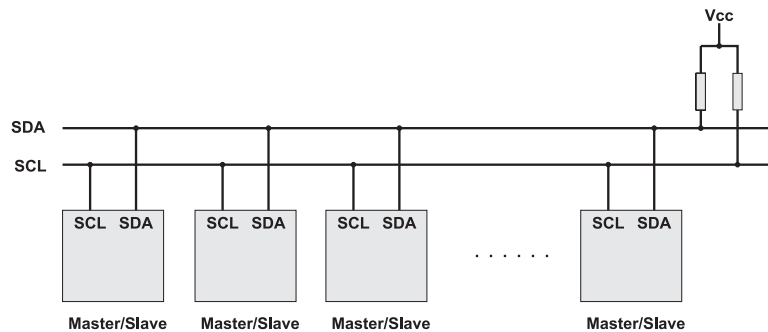 Vcc
SDA
SCL
SCL SDA SCL SDA SCL SDA SCL SDA
. . . . . .
Master/Slave Master/Slave Master/Slave Master/Slave